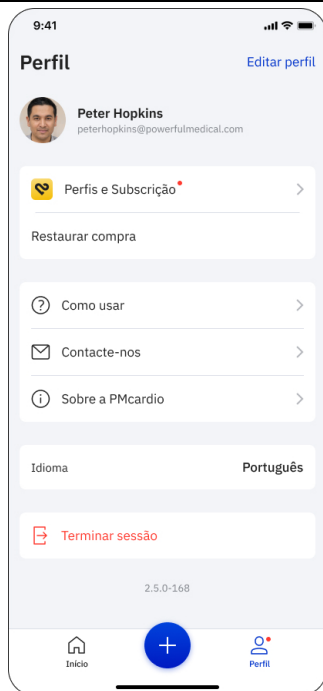 9:41
Perfil
Editar perfil
Peter Hopkins
peterhopkins@powerfulmedical.com
Perfis e Subscrição
Restaurar compra
Como usar
Contacte-nos
Sobre a PMcardio
Idioma
Português
Terminar sessão
2.5.0-168
Início
Perfil